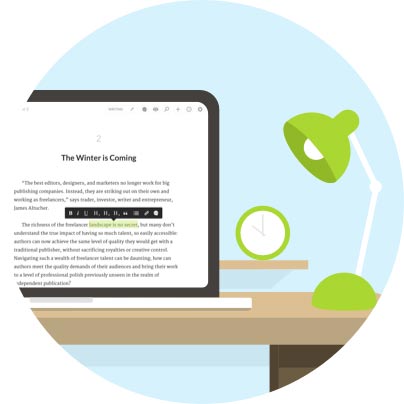 WRITING
2
The Winter is Coming
"The best editors, designers, and marketers no longer work for big
publishing companies. Instead, they are striking out on their own and
working as freelancers," says trader, investor, writer and entrepreneur,
James Altucher.
B i U H₁ H₂ H₃
The richness of the freelancer landscape is no secret, but many don't
understand the true impact of having so much talent, so easily accessible:
authors can now achieve the same level of quality they would get with a
traditional publisher, without sacrificing royalties or creative control.
Navigating such a wealth of freelancer talent can be daunting, how can
authors meet the quality demands of their audiences and bring their work
to a level of professional polish previously unseen in the realm of
independent publication?